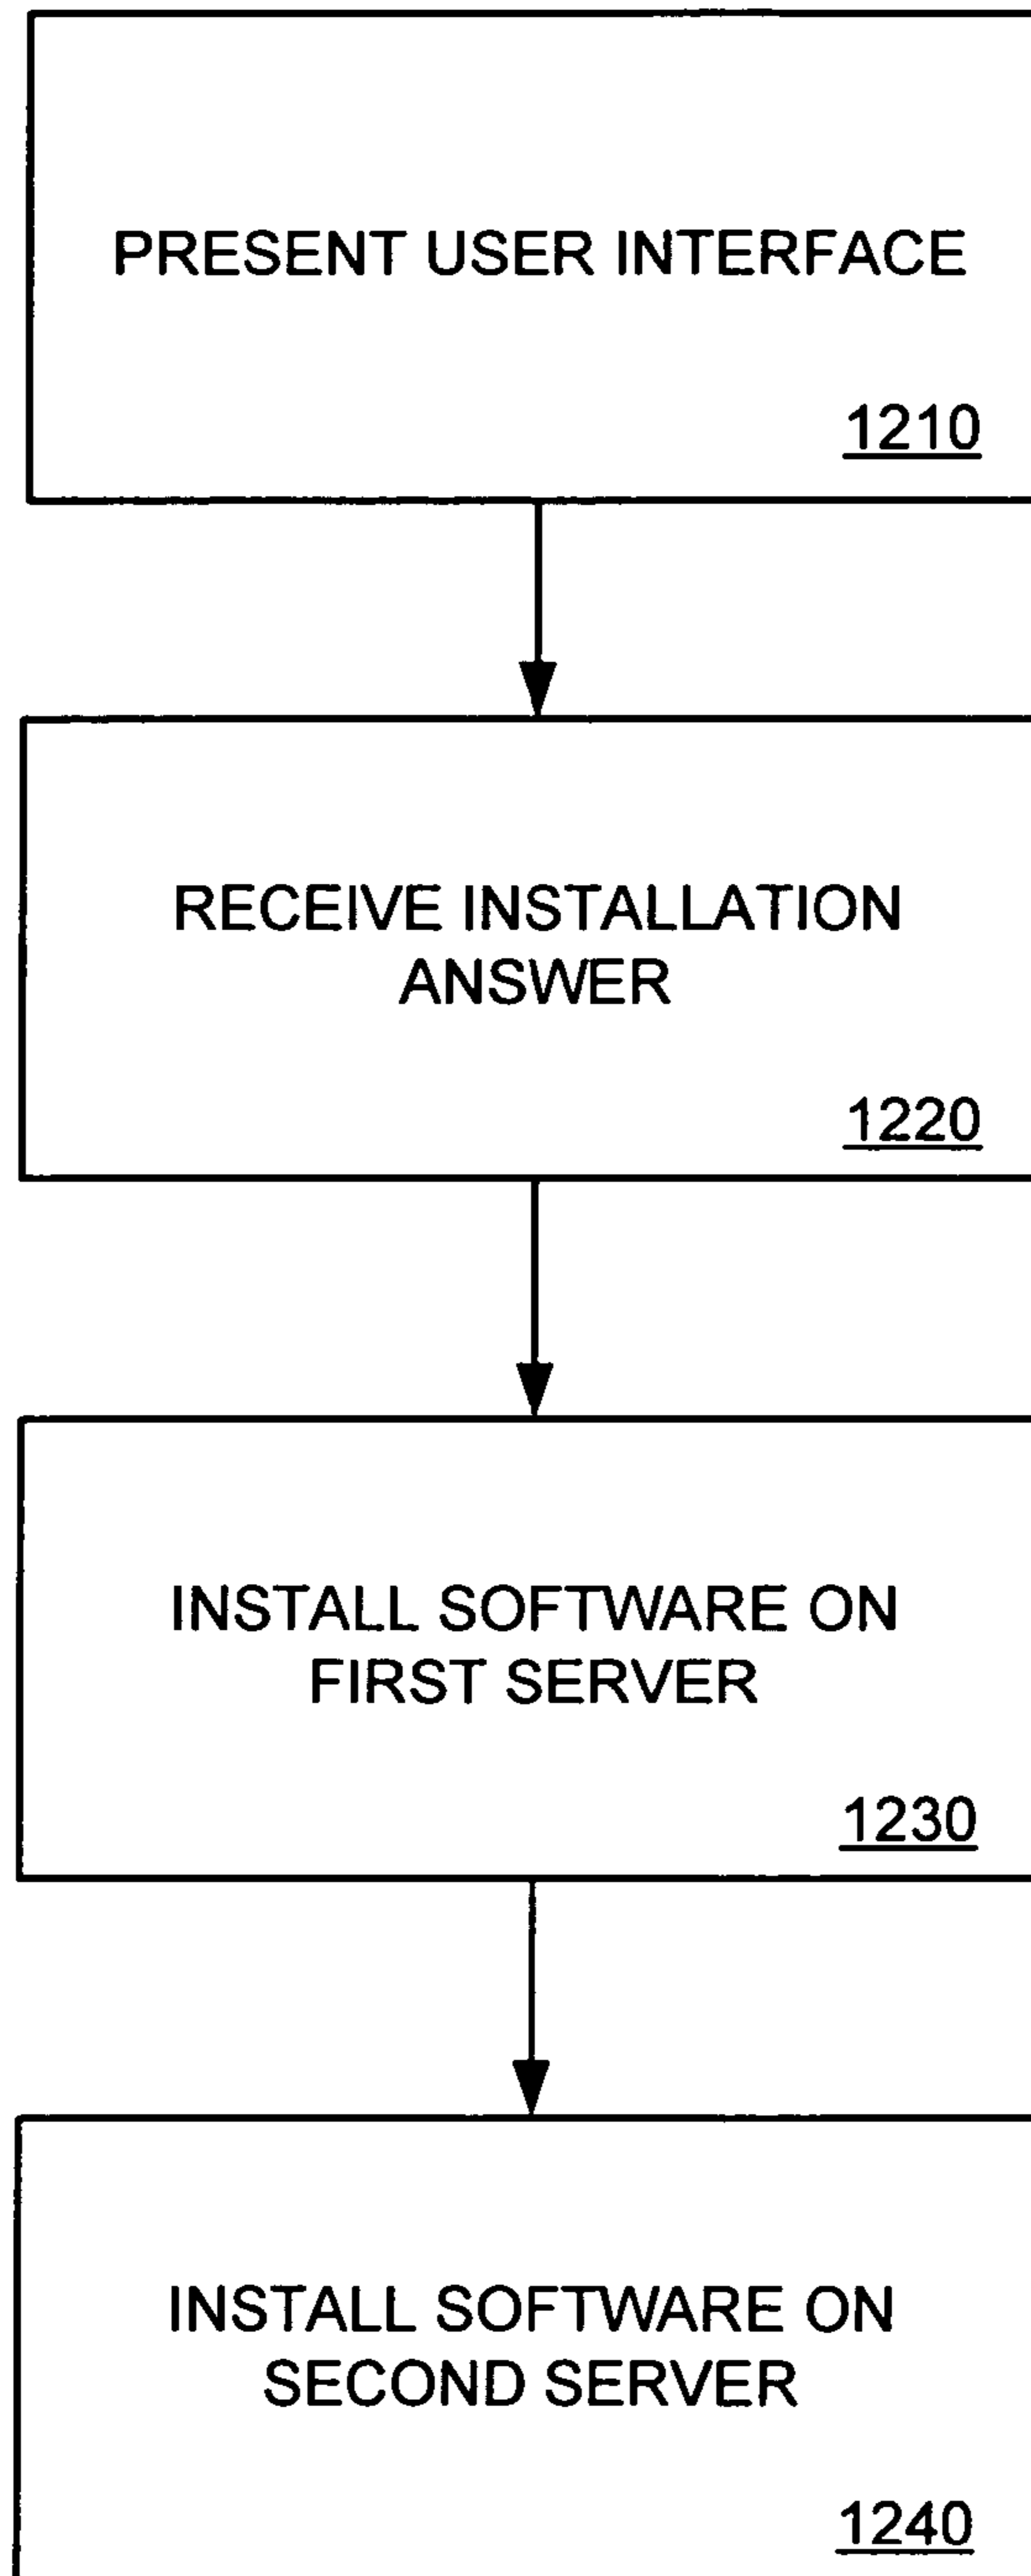 PRESENT USER INTERFACE
1210
RECEIVE INSTALLATION
ANSWER
1220
INSTALL SOFTWARE ON
FIRST SERVER
1230
INSTALL SOFTWARE ON
SECOND SERVER
1240